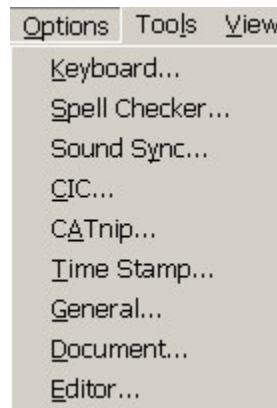 Options Tools View
Keyboard...
Spell Checker...
Sound Sync...
CIC...
CATnip...
Time Stamp...
General...
Document...
Editor...